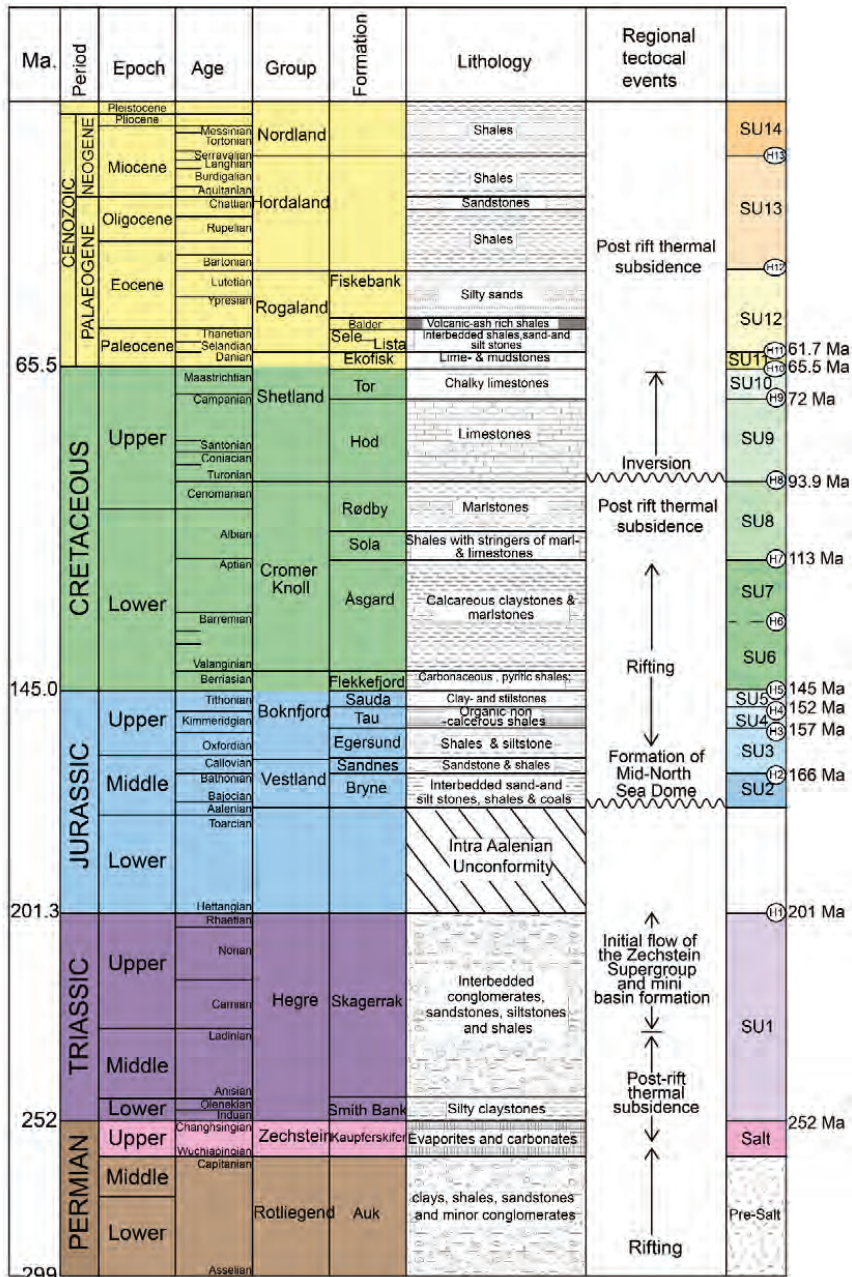 Ma.
Period
Epoch
Age
Group
Formation
Lithology
Regional
tectocal
events
CENOZOIC
NEOGENE
PALAEOGENE
Pleistocene
Pliocene
Miocene
Oligocene
Eocene
Paleocene
Messinian
Tortonian
Serravalian
Langhian
Burdigalian
Aquitanian
Chattian
Rupelian
Bartonian
Lutotian
Ypresian
Thanetian
Selandian
Danian
Nordland
Hordaland
Rogaland
Fiskebank
Balder
Sele
Lista
Ekofisk
Shales
Shales
Sandstones
Shales
Silty sands
Volcanic-ash rich shales
Interbedded shales,sand-and
silt stones
Lime- & mudstones
Post rift thermal
subsidence
SU14
H13
SU13
H12
SU12
H11
61.7 Ma
SU11
H10
65.5 Ma
65.5
CRETACEOUS
Upper
Lower
Maastrichtian
Campanian
Santonian
Coniacian
Turonian
Cenomanian
Albian
Aptian
Barremian
Valanginian
Berriasian
Shetland
Cromer
Knoll
Tor
Hod
Rødby
Sola
Åsgard
Flekkefjord
Chalky limestones
Limestones
Marlstones
Shales with stringers of marl-
& limestones
Calcareous claystones &
marlstones
Carbonaceous , pyritic shales;
Inversion
Post rift thermal
subsidence
Rifting
SU10
H9
72 Ma
SU9
H8
93.9 Ma
SU8
H7
113 Ma
SU7
H6
SU6
H5
145 Ma
145.0
JURASSIC
Upper
Middle
Lower
Tithonian
Kimmeridgian
Oxfordian
Callovian
Bathonian
Bajocian
Aalenian
Toarcian
Hettangian
Boknfjord
Vestland
Sauda
Tau
Egersund
Sandnes
Bryne
Clay- and stilstones
Organic-non
-calcerous shales
Shales & siltstone
Sandstone & shales
Interbedded sand-and
silt stones, shales & coals
Intra Aalenian
Unconformity
Formation of
Mid-North
Sea Dome
SU5
H4
152 Ma
SU4
H3
157 Ma
SU3
H2
166 Ma
SU2
H1
201 Ma
201.3
TRIASSIC
Upper
Middle
Lower
Rhaetian
Norian
Carnian
Ladinian
Anisian
Olenekian
Induan
Hegre
Skagerrak
Smith Bank
Interbedded
conglomerates,
sandstones, siltstones
and shales
Silty claystones
Initial flow of
the Zechstein
Supergroup
and mini
basin formation
Post-rift
thermal
subsidence
SU1
252 Ma
252
PERMIAN
Upper
Middle
Lower
Changhsingian
Wuchiapingian
Capitanian
Asselian
Zechstein
Rotliegend
Kaupferskifer
Auk
Evaporites and carbonates
clays, shales, sandstones
and minor conglomerates
Rifting
Salt
Pre-Salt
299